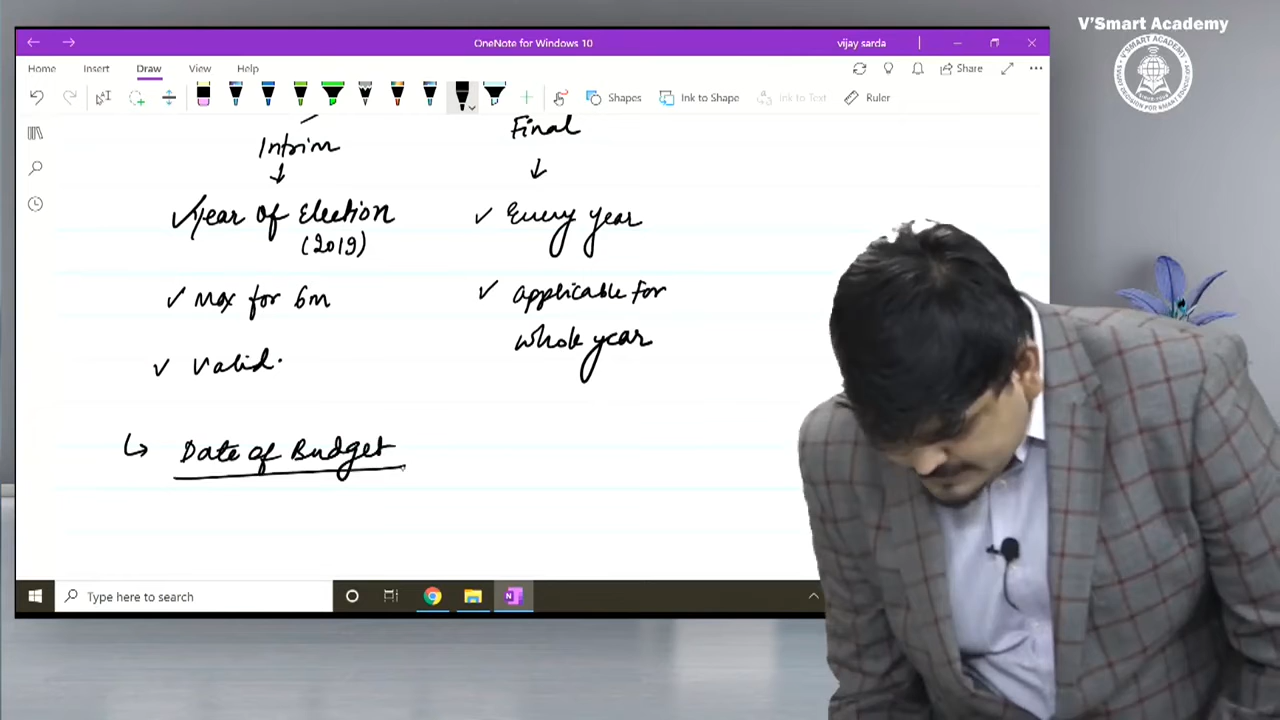 V'Smart Academy
OneNote for Windows 10
vijay sarda
Home
Insert
Draw
View
Help
Share
Shapes
Ink to Shape
Ink to Text
Ruler
Intrim
Final
Year of Election
(2019)
Every year
Max for 6m
applicable for
whole year
Valid.
Date of Budget
Type here to search